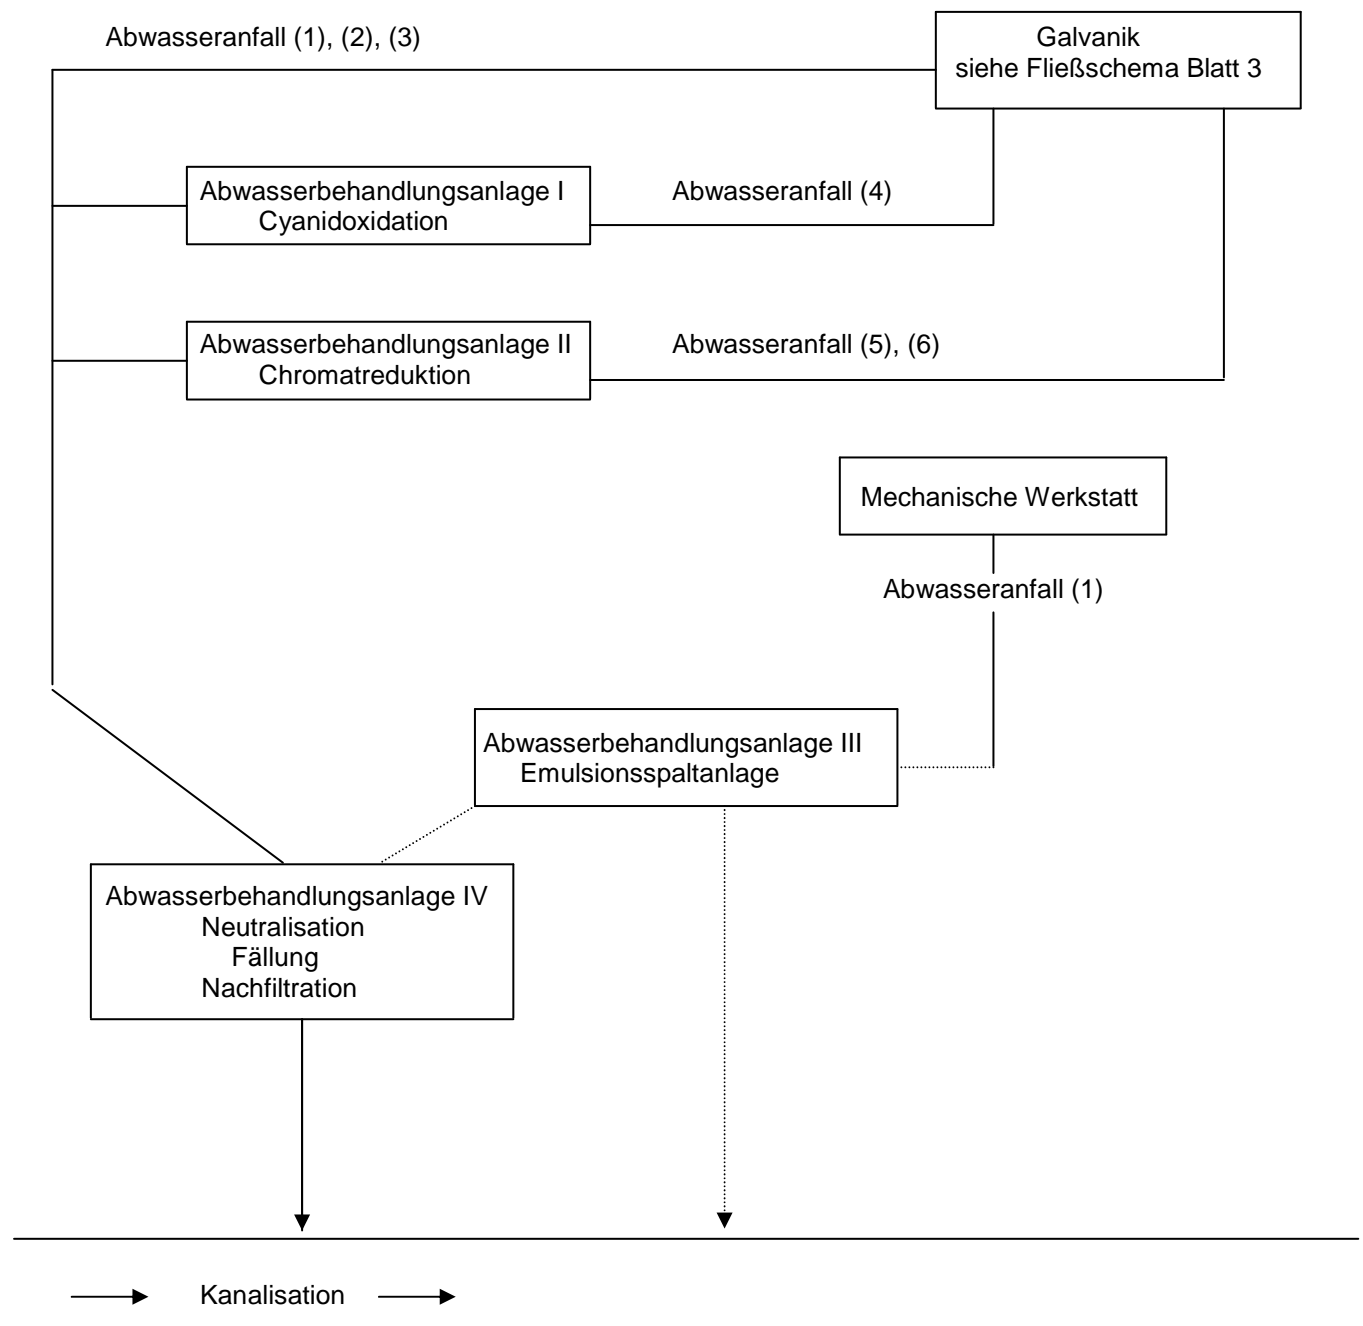 Abwasseranfall (1), (2), (3)
Galvanik
siehe Fließschema Blatt 3
Abwasserbehandlungsanlage I
Cyanidoxidation
Abwasseranfall (4)
Abwasserbehandlungsanlage II
Chromatreduktion
Abwasseranfall (5), (6)
Mechanische Werkstatt
Abwasseranfall (1)
Abwasserbehandlungsanlage III
Emulsionsspaltanlage
Abwasserbehandlungsanlage IV
Neutralisation
Fällung
Nachfiltration
Kanalisation